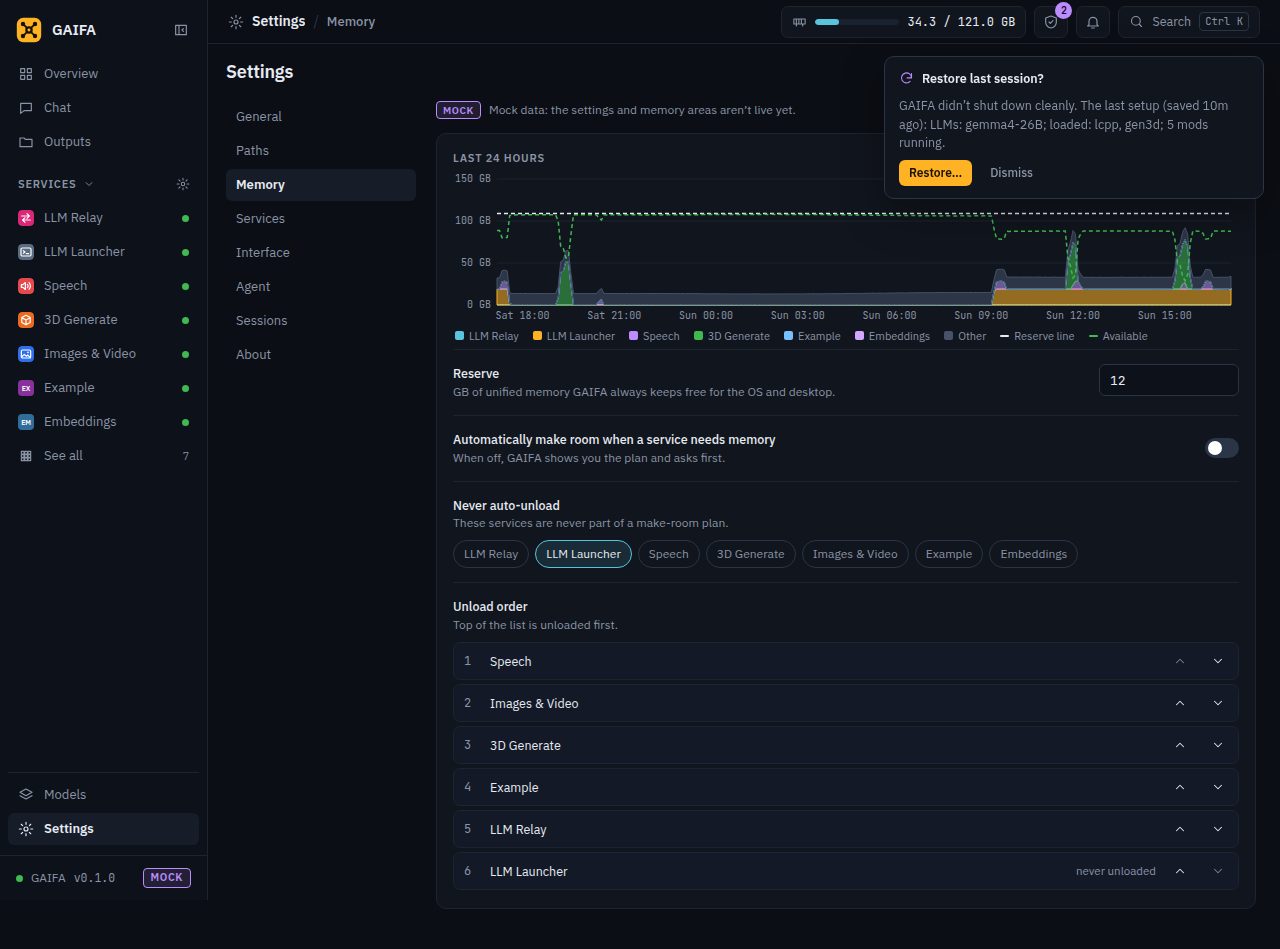 GAIFA
Overview
Chat
Outputs
SERVICES
LLM Relay
LLM Launcher
Speech
3D Generate
Images & Video
EX Example
EM Embeddings
See all 7
Models
Settings
GAIFA v0.1.0 MOCK
Settings / Memory
34.3 / 121.0 GB
2
Search Ctrl K
Settings
General
Paths
Memory
Services
Interface
Agent
Sessions
About
Restore last session?
GAIFA didn't shut down cleanly. The last setup (saved 10m
ago): LLMs: gemma4-26B; loaded: lcpp, gen3d; 5 mods
running.
Restore... Dismiss
MOCK Mock data: the settings and memory areas aren't live yet.
LAST 24 HOURS
150 GB
100 GB
50 GB
0 GB
Sat 18:00 Sat 21:00 Sun 00:00 Sun 03:00 Sun 06:00 Sun 09:00 Sun 12:00 Sun 15:00
LLM Relay LLM Launcher Speech 3D Generate Example Embeddings Other Reserve line Available
Reserve
GB of unified memory GAIFA always keeps free for the OS and desktop.
12
Automatically make room when a service needs memory
When off, GAIFA shows you the plan and asks first.
Never auto-unload
These services are never part of a make-room plan.
LLM Relay LLM Launcher Speech 3D Generate Images & Video Example Embeddings
Unload order
Top of the list is unloaded first.
1 Speech
2 Images & Video
3 3D Generate
4 Example
5 LLM Relay
6 LLM Launcher never unloaded